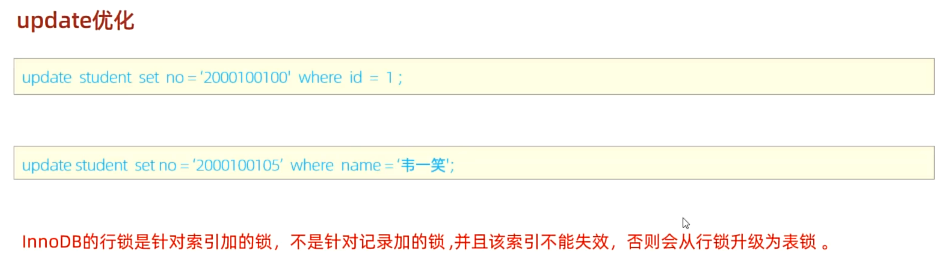 update优化
update student set no = '2000100100' where id = 1 ;
update student set no = '2000100105' where name = '韦一笑';
InnoDB的行锁是针对索引加的锁，不是针对记录加的锁 ,并且该索引不能失效，否则会从行锁升级为表锁 。